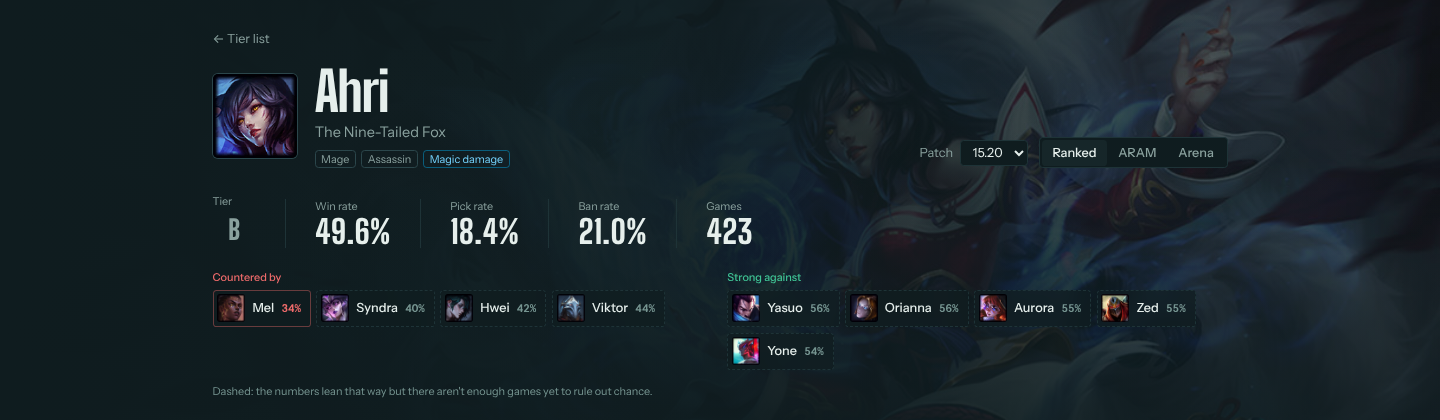 ← Tier list
Ahri
The Nine-Tailed Fox
Mage Assassin Magic damage
Patch 15.20 Ranked ARAM Arena
Tier Win rate Pick rate Ban rate Games
B 49.6% 18.4% 21.0% 423
Countered by
Mel 34% Syndra 40% Hwei 42% Viktor 44%
Strong against
Yasuo 56% Orianna 56% Aurora 55% Zed 55%
Yone 54%
Dashed: the numbers lean that way but there aren't enough games yet to rule out chance.